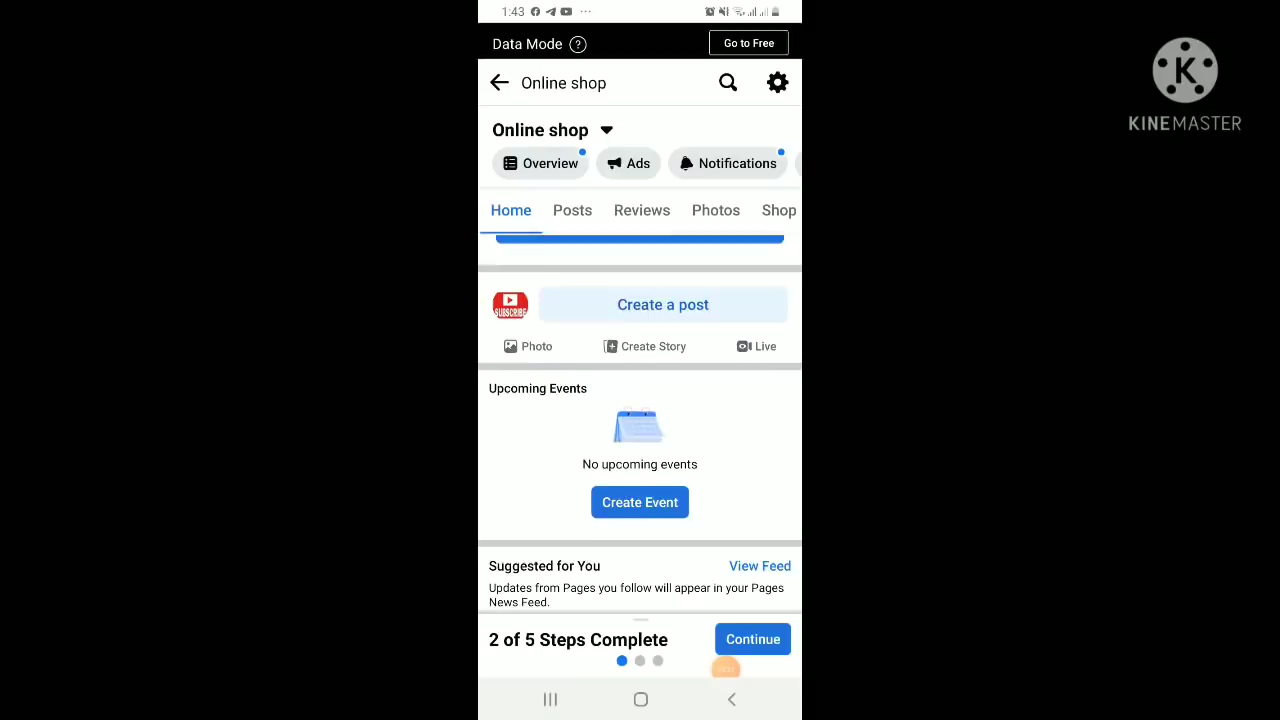 1:43
Data Mode ?
Go to Free
Online shop
Online shop
Overview
Ads
Notifications
Home
Posts
Reviews
Photos
Shop
SUBSCRIBE
Create a post
Photo
Create Story
Live
Upcoming Events
No upcoming events
Create Event
Suggested for You
View Feed
Updates from Pages you follow will appear in your Pages
News Feed.
2 of 5 Steps Complete
Continue
K
KINEMASTER